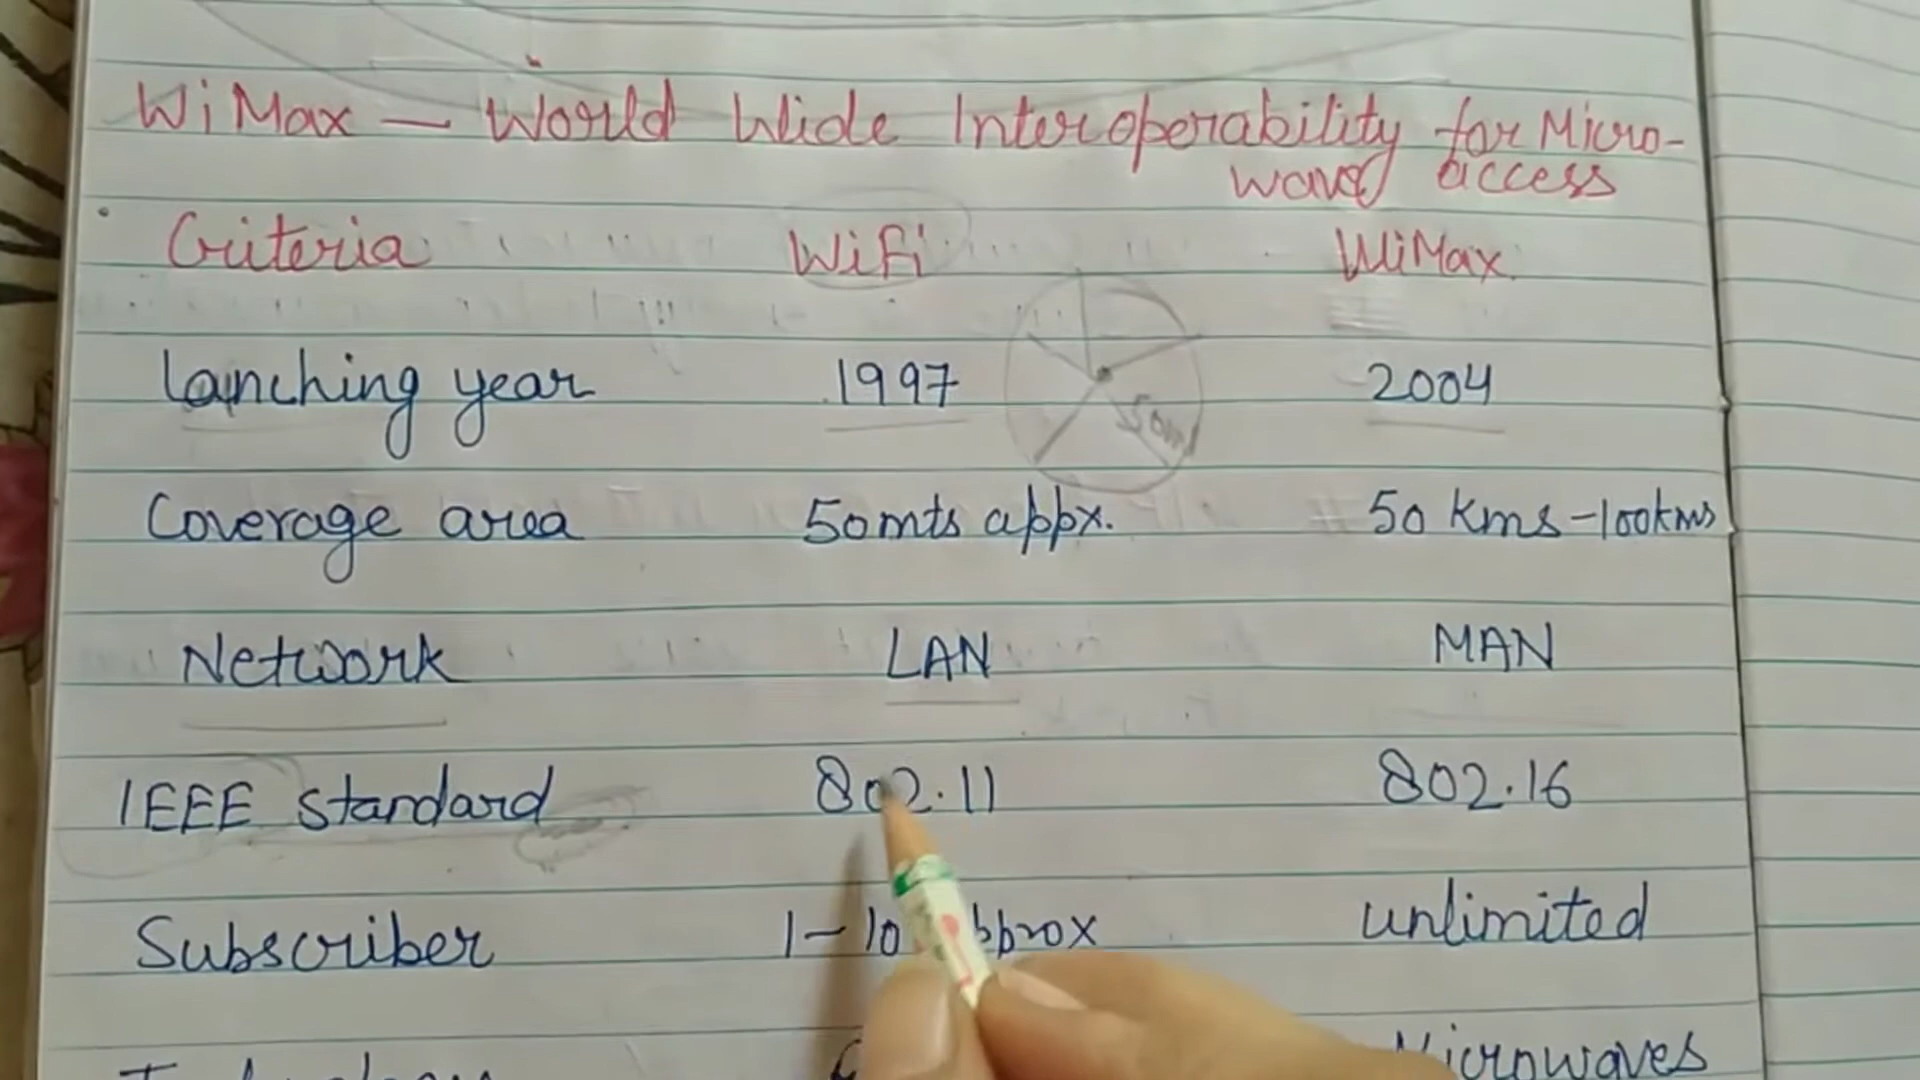 WiMax — World Wide Interoperability for Micro-
wave access
Criteria WiFi WiMax
Lanching year 1997 2004
50m
Coverage area 50mts appx. 50 kms-100kms
Network LAN MAN
IEEE standard 802.11 802.16
Subscriber 1-10 unlimited
Microwaves